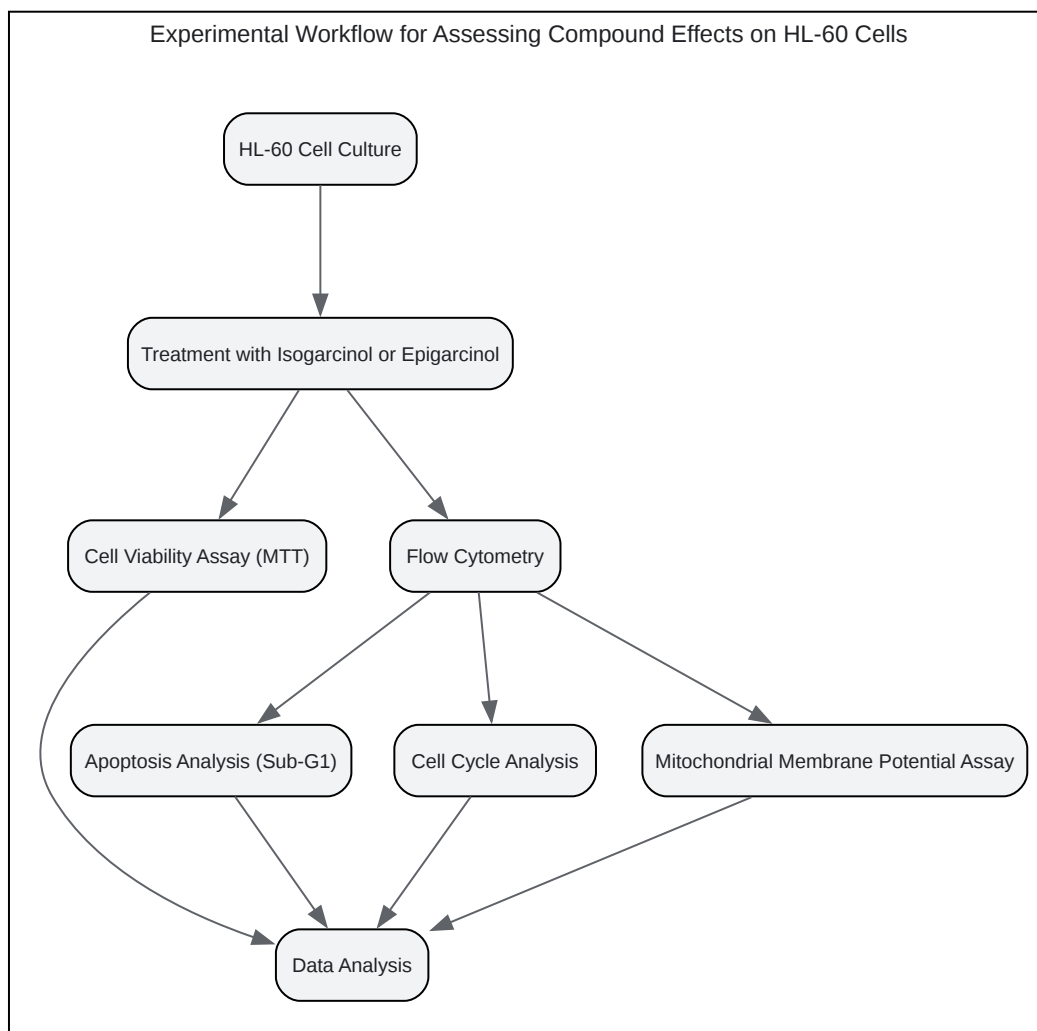 Experimental Workflow for Assessing Compound Effects on HL-60 Cells
HL-60 Cell Culture
Treatment with Isogarcinol or Epigarcinol
Cell Viability Assay (MTT)
Flow Cytometry
Apoptosis Analysis (Sub-G1)
Cell Cycle Analysis
Mitochondrial Membrane Potential Assay
Data Analysis